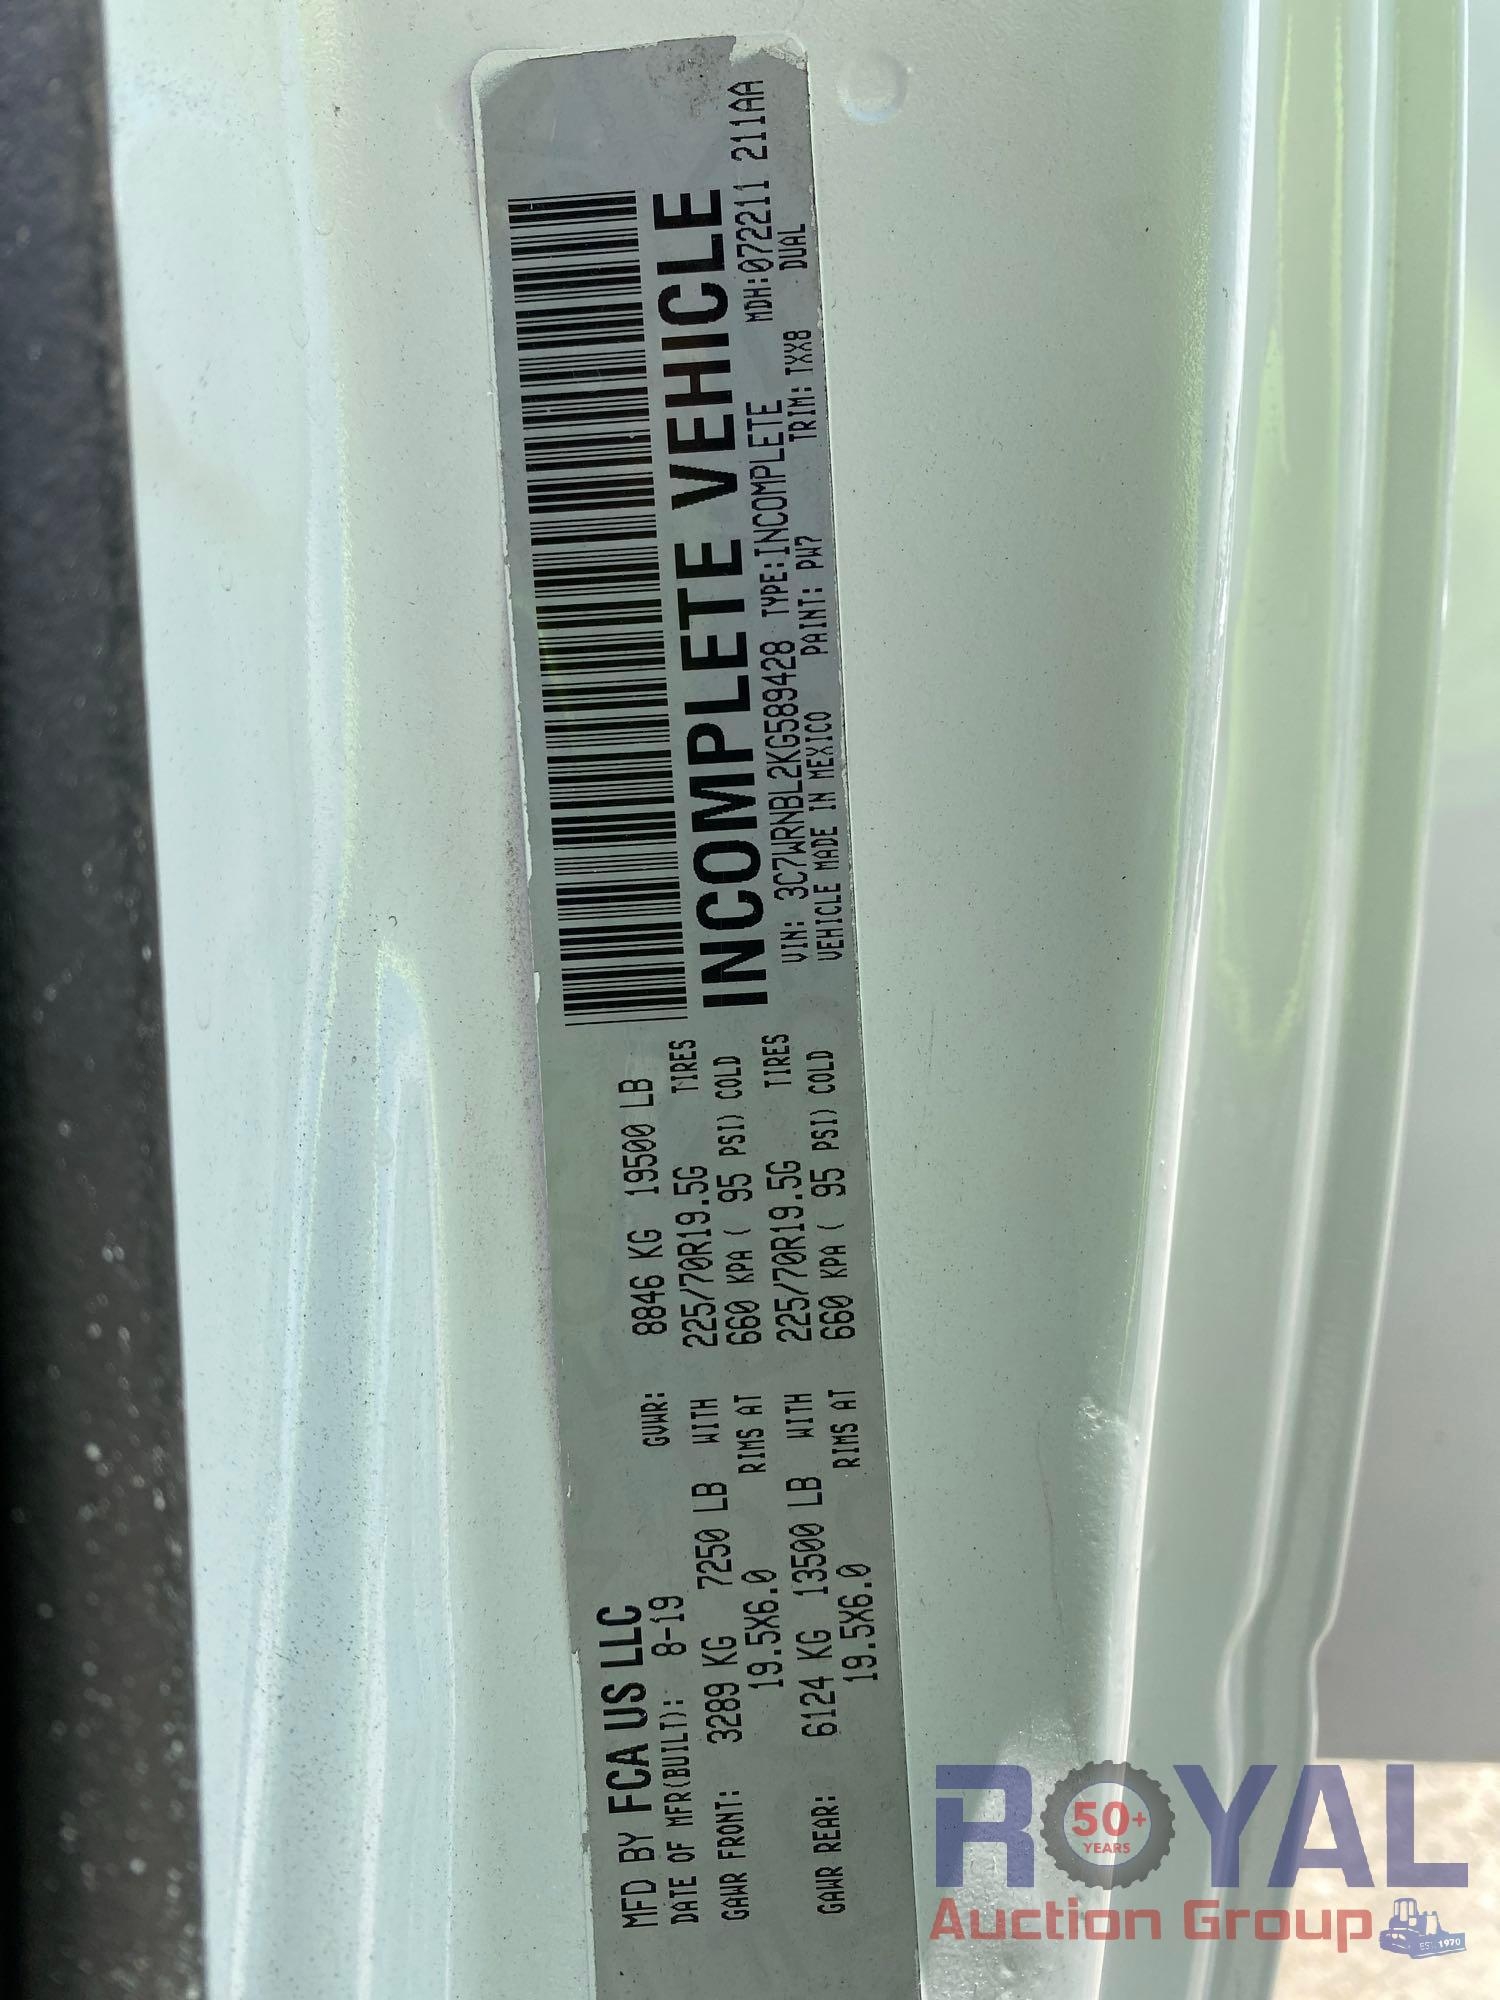 MFD BY FCA US LLC
DATE OF MFR(BUILT): 8-19 GVWR: 8846 KG 19500 LB
GAWR FRONT: 3289 KG 7250 LB WITH 225/70R19.5G TIRES
19.5X6.0 RIMS AT 660 KPA ( 95 PSI) COLD
GAWR REAR: 6124 KG 13500 LB WITH 225/70R19.5G TIRES
19.5X6.0 RIMS AT 660 KPA ( 95 PSI) COLD
INCOMPLETE VEHICLE
MDH:072211 211AA
VIN: 3C7WRNBL2KG589428 TYPE:INCOMPLETE DUAL
VEHICLE MADE IN MEXICO PAINT: PW7 TRIM: TXX8
ROYAL
50+
YEARS
Auction Group
EST. 1970